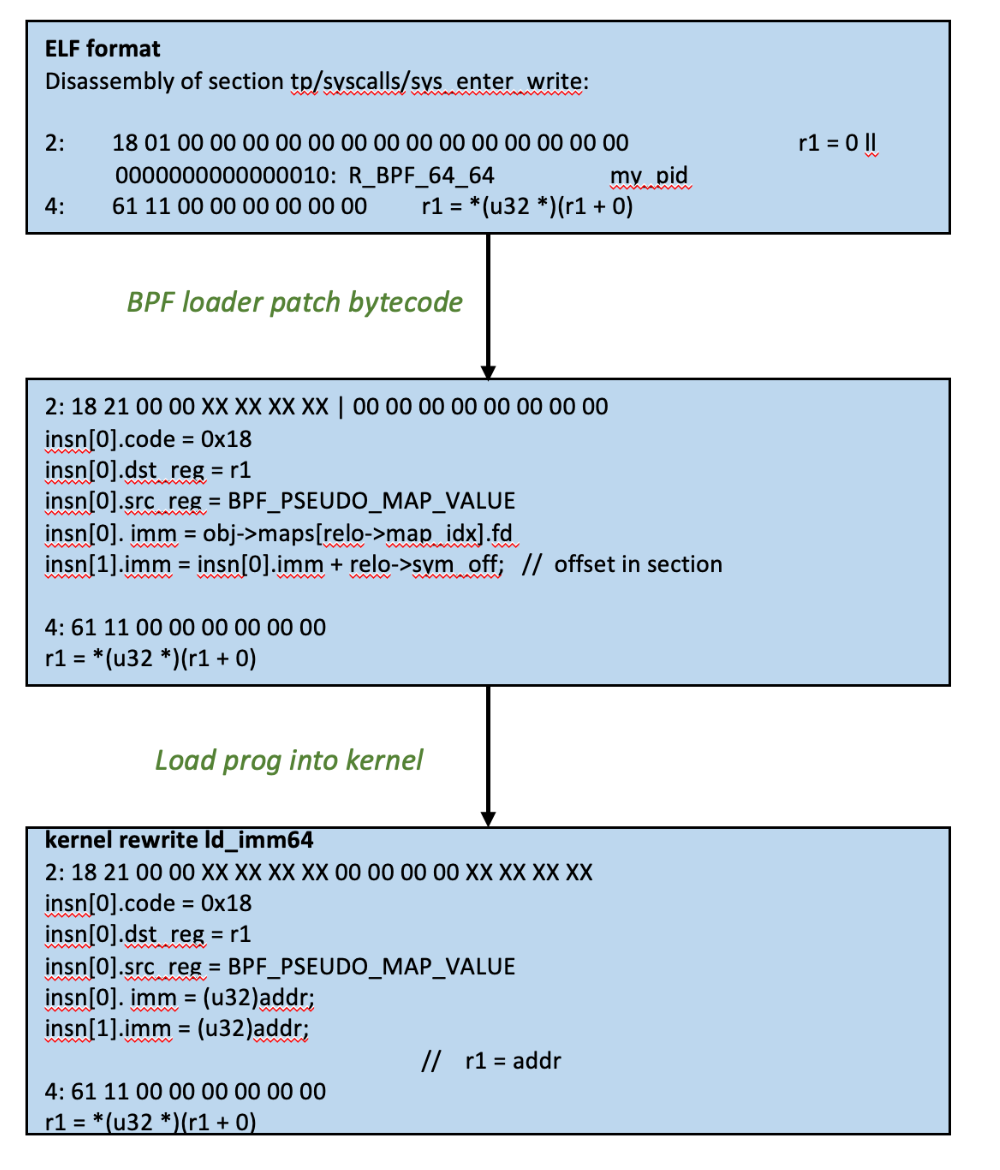 ELF format
Disassembly of section tp/syscalls/sys_enter_write:
2: 18 01 00 00 00 00 00 00 00 00 00 00 00 00 00 00 r1 = 0 ll
0000000000000010: R_BPF_64_64 my_pid
4: 61 11 00 00 00 00 00 00 r1 = *(u32 *)(r1 + 0)
BPF loader patch bytecode
2: 18 21 00 00 XX XX XX XX | 00 00 00 00 00 00 00 00
insn[0].code = 0x18
insn[0].dst_reg = r1
insn[0].src_reg = BPF_PSEUDO_MAP_VALUE
insn[0]. imm = obj->maps[relo->map_idx].fd
insn[1].imm = insn[0].imm + relo->sym_off; // offset in section
4: 61 11 00 00 00 00 00 00
r1 = *(u32 *)(r1 + 0)
Load prog into kernel
kernel rewrite ld_imm64
2: 18 21 00 00 XX XX XX XX 00 00 00 00 XX XX XX XX
insn[0].code = 0x18
insn[0].dst_reg = r1
insn[0].src_reg = BPF_PSEUDO_MAP_VALUE
insn[0]. imm = (u32)addr;
insn[1].imm = (u32)addr;
// r1 = addr
4: 61 11 00 00 00 00 00 00
r1 = *(u32 *)(r1 + 0)